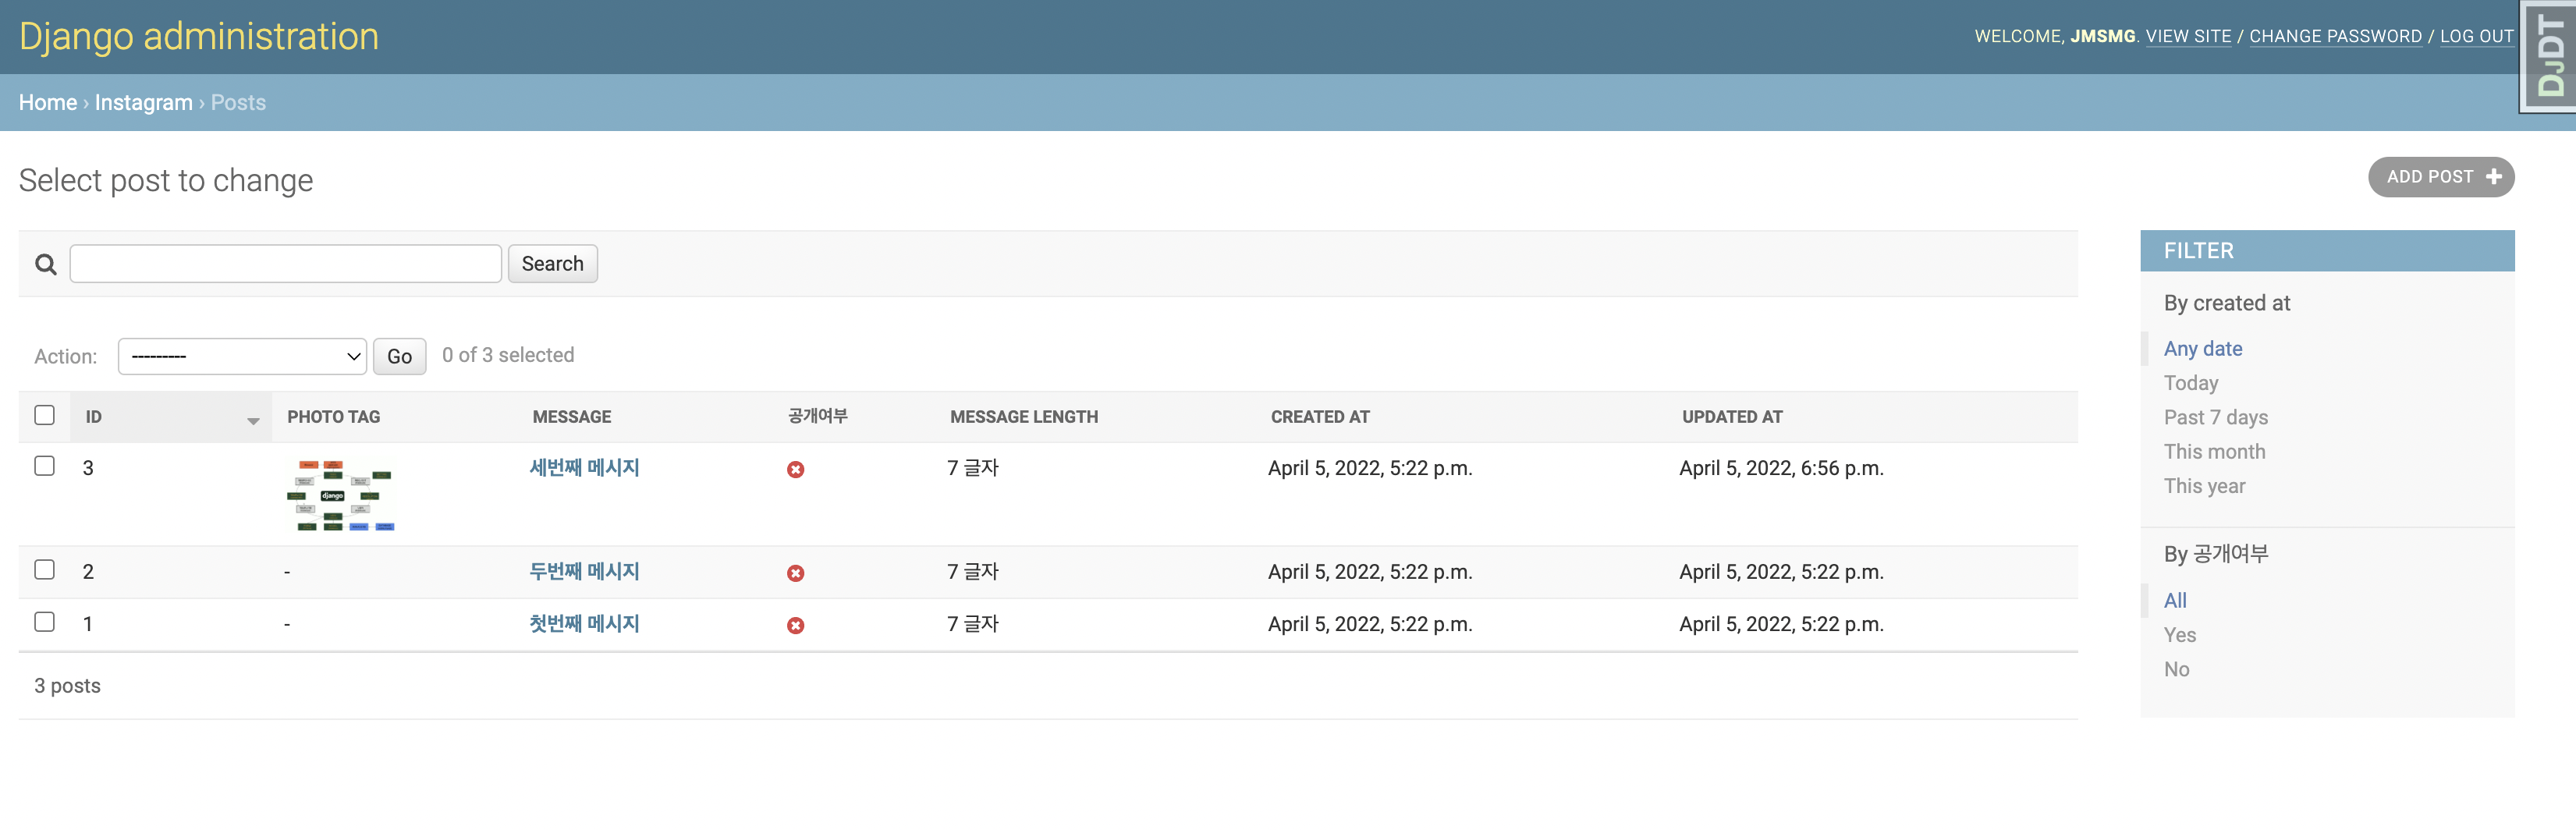 Django administration
WELCOME, JMSMG. VIEW SITE / CHANGE PASSWORD / LOG OUT
DJDT
Home › Instagram › Posts
Select post to change
ADD POST +
Search
Action: --------- Go 0 of 3 selected
ID PHOTO TAG MESSAGE 공개여부 MESSAGE LENGTH CREATED AT UPDATED AT
3 django 세번째 메시지 7 글자 April 5, 2022, 5:22 p.m. April 5, 2022, 6:56 p.m.
2 - 두번째 메시지 7 글자 April 5, 2022, 5:22 p.m. April 5, 2022, 5:22 p.m.
1 - 첫번째 메시지 7 글자 April 5, 2022, 5:22 p.m. April 5, 2022, 5:22 p.m.
3 posts
FILTER
By created at
Any date
Today
Past 7 days
This month
This year
By 공개여부
All
Yes
No